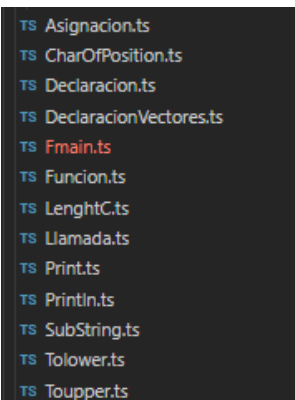 TS Asignacion.ts
TS CharOfPosition.ts
TS Declaracion.ts
TS DeclaracionVectores.ts
TS Fmain.ts
TS Funcion.ts
TS LenghtC.ts
TS Llamada.ts
TS Print.ts
TS Println.ts
TS SubString.ts
TS Tolower.ts
TS Toupper.ts